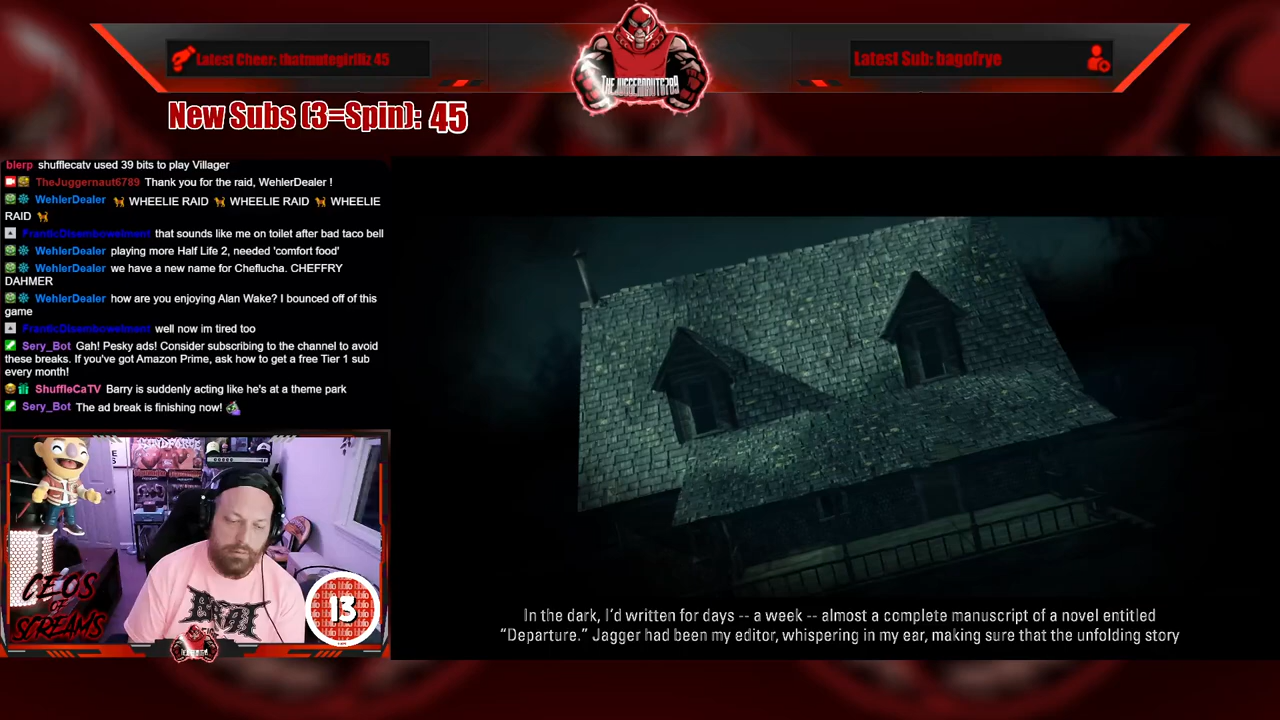 Latest Cheer: thatmutegirlliz 45
THEJUGGERNAUT6789
Latest Sub: bagofrye
New Subs (3=Spin): 45
blerp shufflecatv used 39 bits to play Villager
TheJuggernaut6789 Thank you for the raid, WehlerDealer !
WehlerDealer WHEELIE RAID WHEELIE RAID WHEELIE
RAID
FranticDisembowelment that sounds like me on toilet after bad taco bell
WehlerDealer playing more Half Life 2, needed 'comfort food'
WehlerDealer we have a new name for Cheflucha. CHEFFRY
DAHMER
WehlerDealer how are you enjoying Alan Wake? I bounced off of this
game
FranticDisembowelment well now im tired too
Sery_Bot Gah! Pesky ads! Consider subscribing to the channel to avoid
these breaks. If you've got Amazon Prime, ask how to get a free Tier 1 sub
every month!
ShuffleCaTV Barry is suddenly acting like he's at a theme park
Sery_Bot The ad break is finishing now!
CEOS
OF
SCREAMS
13
In the dark, I'd written for days -- a week -- almost a complete manuscript of a novel entitled
"Departure." Jagger had been my editor, whispering in my ear, making sure that the unfolding story